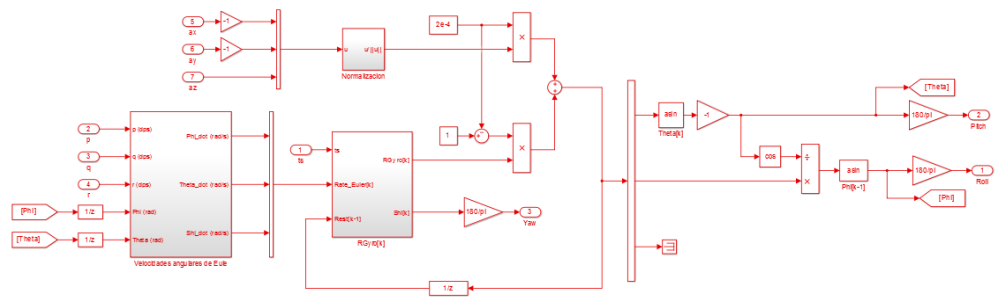 5
ax
-1
6
ay
-1
7
az
u
u/||u||
Normalizacion
2e-4
×
+
+
1
+
−
×
2
p
3
q
4
r
[Phi]
1/z
[Theta]
1/z
p (dps)
q (dps)
r (dps)
Phi (rad)
Theta (rad)
Phi_dot (rad/s)
Theta_dot (rad/s)
Shi_dot (rad/s)
Velocidades angulares de Eule
1
ts
ts
Rate_Euler[k]
Rest[k-1]
RGyro[k]
Shi[k]
RGyro[k]
180/pi
3
Yaw
1/z
asin
Theta[k]
-1
[Theta]
180/pi
2
Pitch
cos
÷
×
asin
Phi[k-1]
180/pi
1
Roll
[Phi]